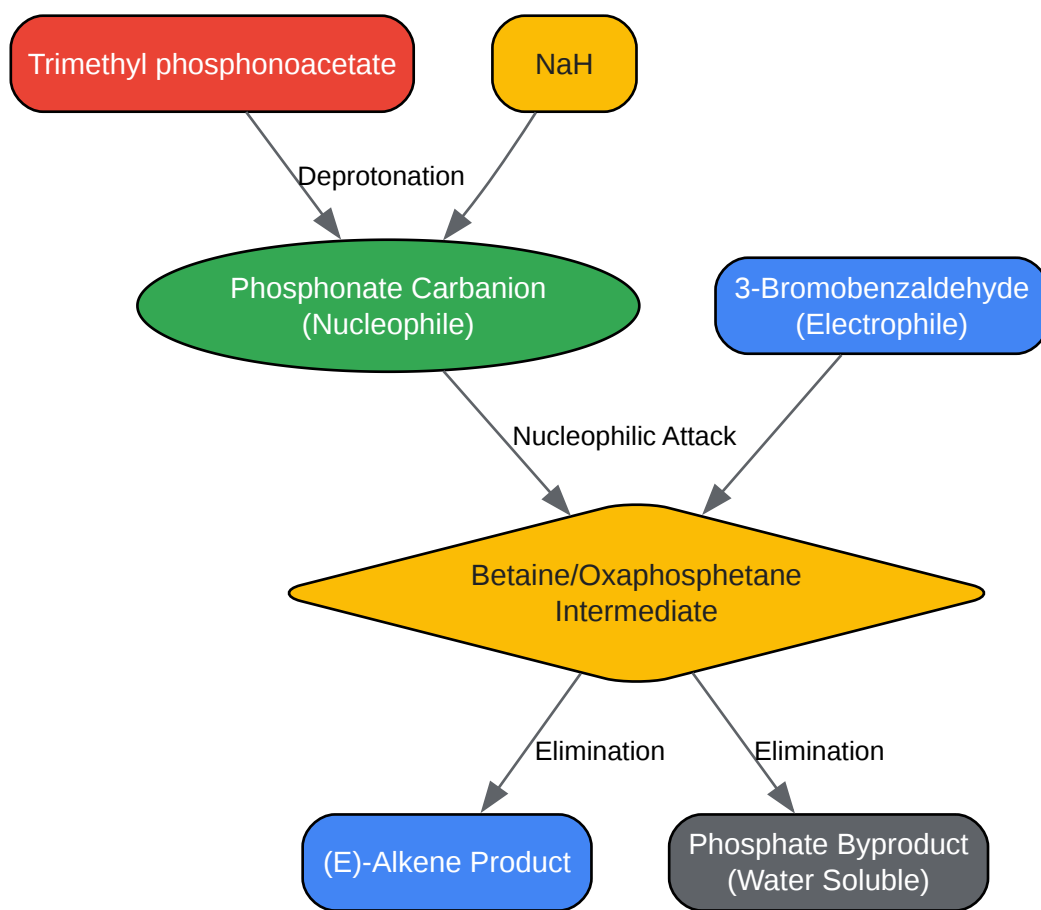 Trimethyl phosphonoacetate
NaH
Deprotonation
Phosphonate Carbanion
(Nucleophile)
3-Bromobenzaldehyde
(Electrophile)
Nucleophilic Attack
Betaine/Oxaphosphetane
Intermediate
Elimination
Elimination
(E)-Alkene Product
Phosphate Byproduct
(Water Soluble)